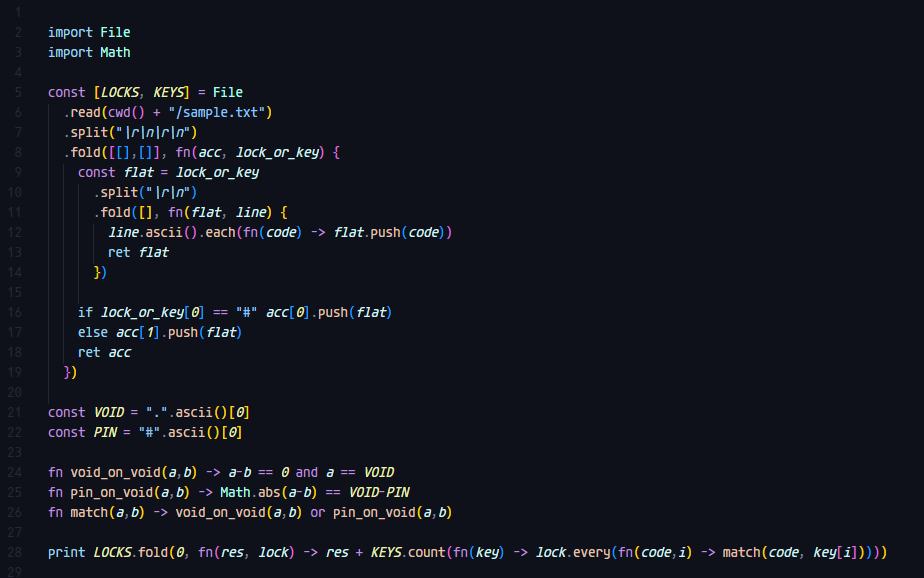 1
2 import File
3 import Math
4
5 const [LOCKS, KEYS] = File
6 .read(cwd() + "/sample.txt")
7 .split("\r\n\r\n")
8 .fold([[],[]], fn(acc, lock_or_key) {
9 const flat = lock_or_key
10 .split("\r\n")
11 .fold([], fn(flat, line) {
12 line.ascii().each(fn(code) -> flat.push(code))
13 ret flat
14 })
15
16 if lock_or_key[0] == "#" acc[0].push(flat)
17 else acc[1].push(flat)
18 ret acc
19 })
20
21 const VOID = ".".ascii()[0]
22 const PIN = "#".ascii()[0]
23
24 fn void_on_void(a,b) -> a-b == 0 and a == VOID
25 fn pin_on_void(a,b) -> Math.abs(a-b) == VOID-PIN
26 fn match(a,b) -> void_on_void(a,b) or pin_on_void(a,b)
27
28 print LOCKS.fold(0, fn(res, lock) -> res + KEYS.count(fn(key) -> lock.every(fn(code,i) -> match(code, key[i]))))
29